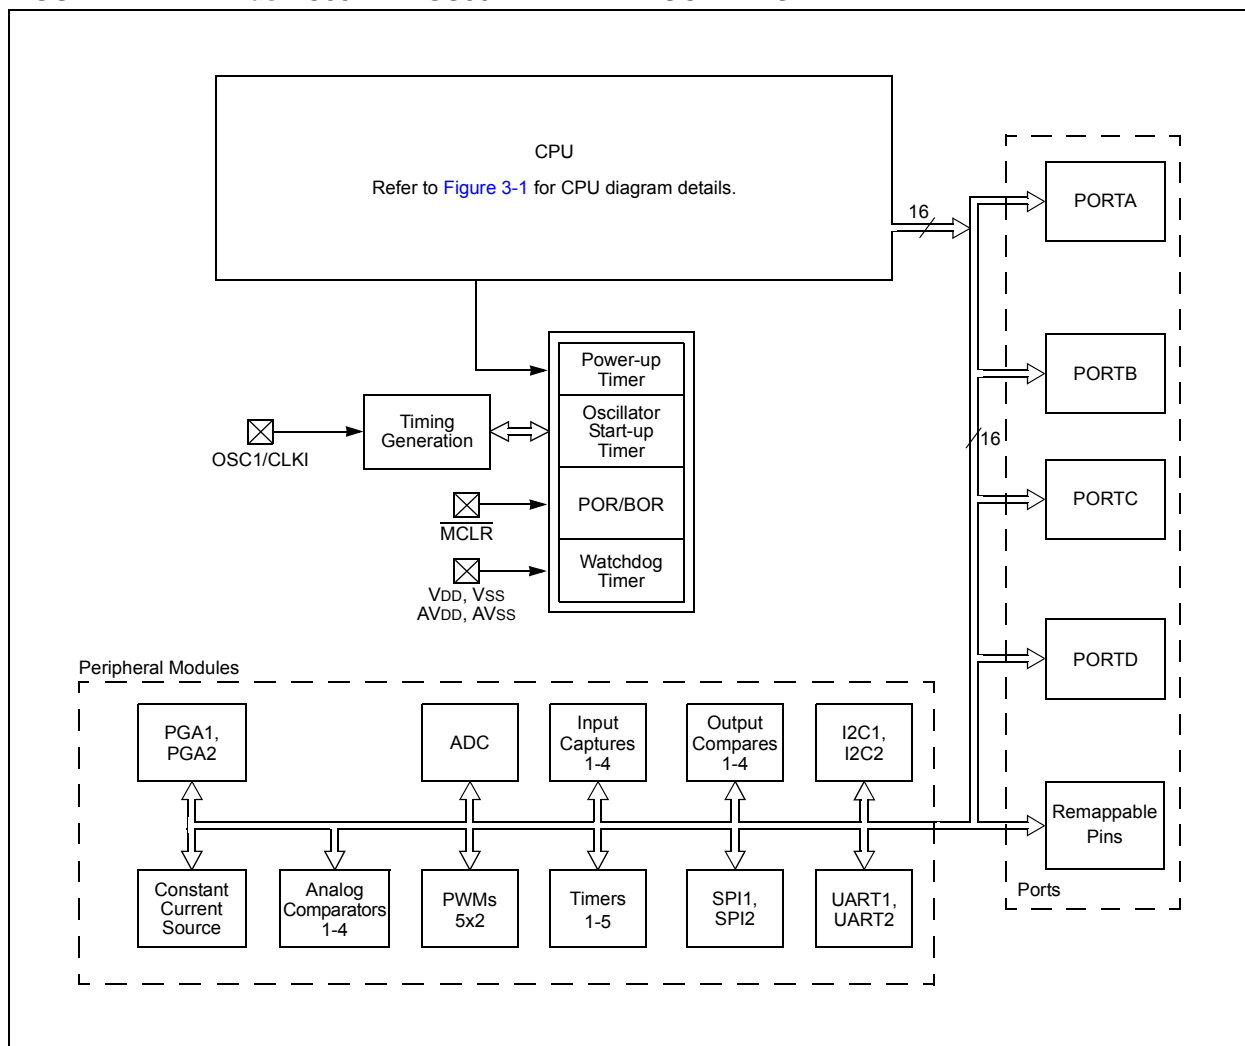 CPU
Refer to Figure 3-1 for CPU diagram details.
16
PORTA
Power-up
Timer
PORTB
Timing
Generation
Oscillator
Start-up
Timer
OSC1/CLKI
16
POR/BOR
PORTC
MCLR
Watchdog
Timer
VDD, VSS
AVDD, AVSS
PORTD
Peripheral Modules
PGA1,
PGA2
ADC
Input
Captures
1-4
Output
Compares
1-4
I2C1,
I2C2
Remappable
Pins
Constant
Current
Source
Analog
Comparators
1-4
PWMs
5x2
Timers
1-5
SPI1,
SPI2
UART1,
UART2
Ports